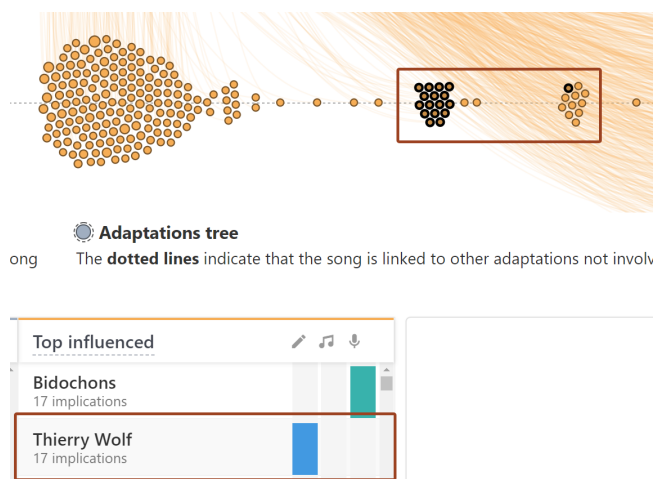 Adaptations tree
ong The dotted lines indicate that the song is linked to other adaptations not involv
Top influenced
Bidochons
17 implications
Thierry Wolf
17 implications